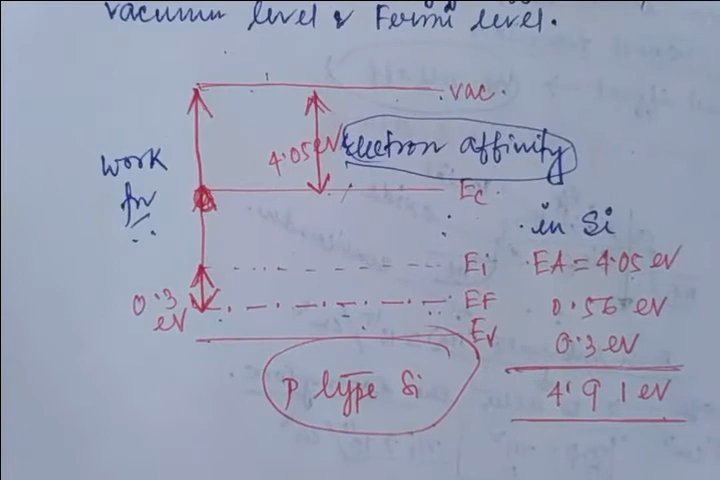 vacuum level & Fermi level.
vac.
4.05eV
Electron affinity
work
fn
Ec
in Si
Ei
EA = 4.05 eV
0.3
eV
EF
0.56 eV
Ev
0.3 eV
p type Si
4.91 eV